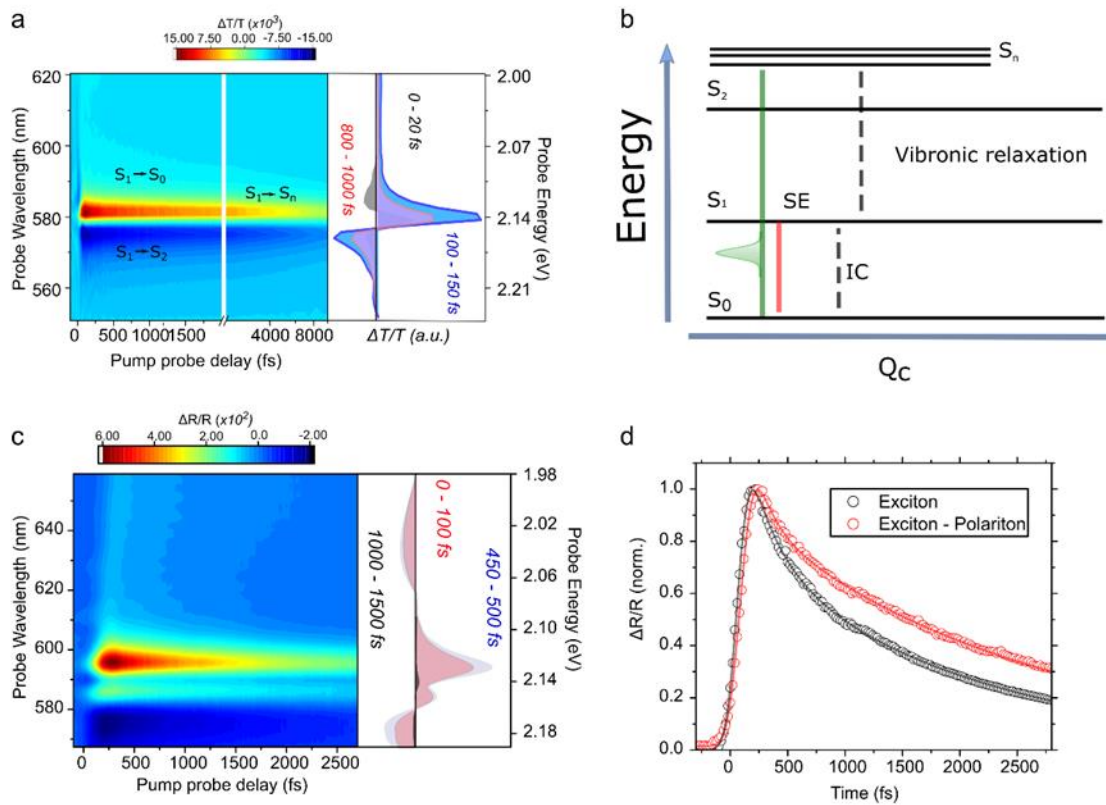 a
ΔT/T (x10³)
15.00 7.50 0.00 -7.50 -15.00
620
600
580
560
Probe Wavelength (nm)
S₁→S₀
S₁→Sₙ
S₁→S₂
0 500 1000 1500 4000 8000
Pump probe delay (fs)
800 - 1000 fs
0 - 20 fs
100 - 150 fs
ΔT/T (a.u.)
2.00
2.07
2.14
2.21
Probe Energy (eV)
b
Energy
Sₙ
S₂
Vibronic relaxation
S₁
SE
IC
S₀
Q_C
c
ΔR/R (x10²)
6.00 4.00 2.00 0.0 -2.00
640
620
600
580
Probe Wavelength (nm)
0 500 1000 1500 2000 2500
Pump probe delay (fs)
1000 - 1500 fs
0 - 100 fs
450 - 500 fs
1.98
2.02
2.06
2.10
2.14
2.18
Probe Energy (eV)
d
1.0
0.8
0.6
0.4
0.2
0.0
ΔR/R (norm.)
Exciton
Exciton - Polariton
0 500 1000 1500 2000 2500
Time (fs)